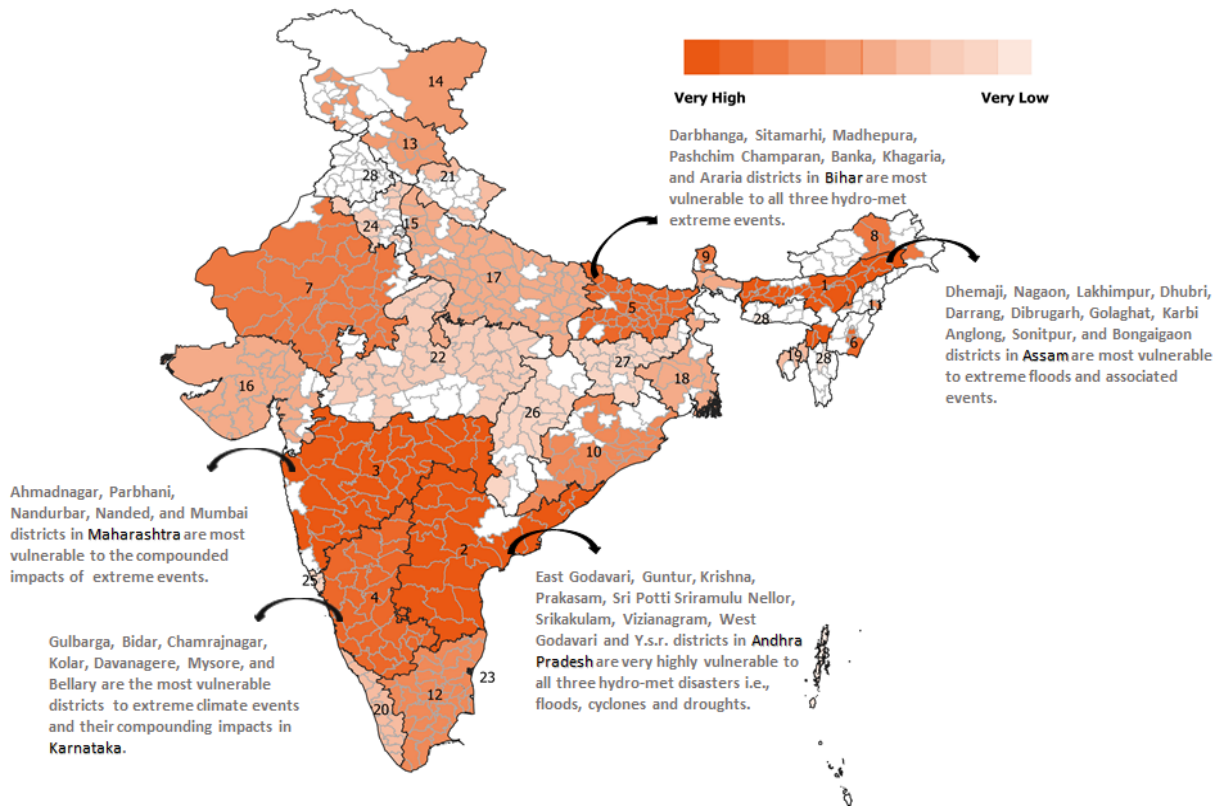 Very High
Very Low
14
13
28
21
24
15
7
17
5
9
8
1
11
28
6
19
28
22
27
16
18
26
10
3
2
25
4
23
12
20
Darbhanga, Sitamarhi, Madhepura,
Pashchim Champaran, Banka, Khagaria,
and Araria districts in Bihar are most
vulnerable to all three hydro-met
extreme events.
Dhemaji, Nagaon, Lakhimpur, Dhubri,
Darrang, Dibrugarh, Golaghat, Karbi
Anglong, Sonitpur, and Bongaigaon
districts in Assam are most vulnerable
to extreme floods and associated
events.
Ahmadnagar, Parbhani,
Nandurbar, Nanded, and Mumbai
districts in Maharashtra are most
vulnerable to the compounded
impacts of extreme events.
East Godavari, Guntur, Krishna,
Prakasam, Sri Potti Sriramulu Nellor,
Srikakulam, Vizianagram, West
Godavari and Y.s.r. districts in Andhra
Pradesh are very highly vulnerable to
all three hydro-met disasters i.e.,
floods, cyclones and droughts.
Gulbarga, Bidar, Chamrajnagar,
Kolar, Davanagere, Mysore, and
Bellary are the most vulnerable
districts to extreme climate events
and their compounding impacts in
Karnataka.